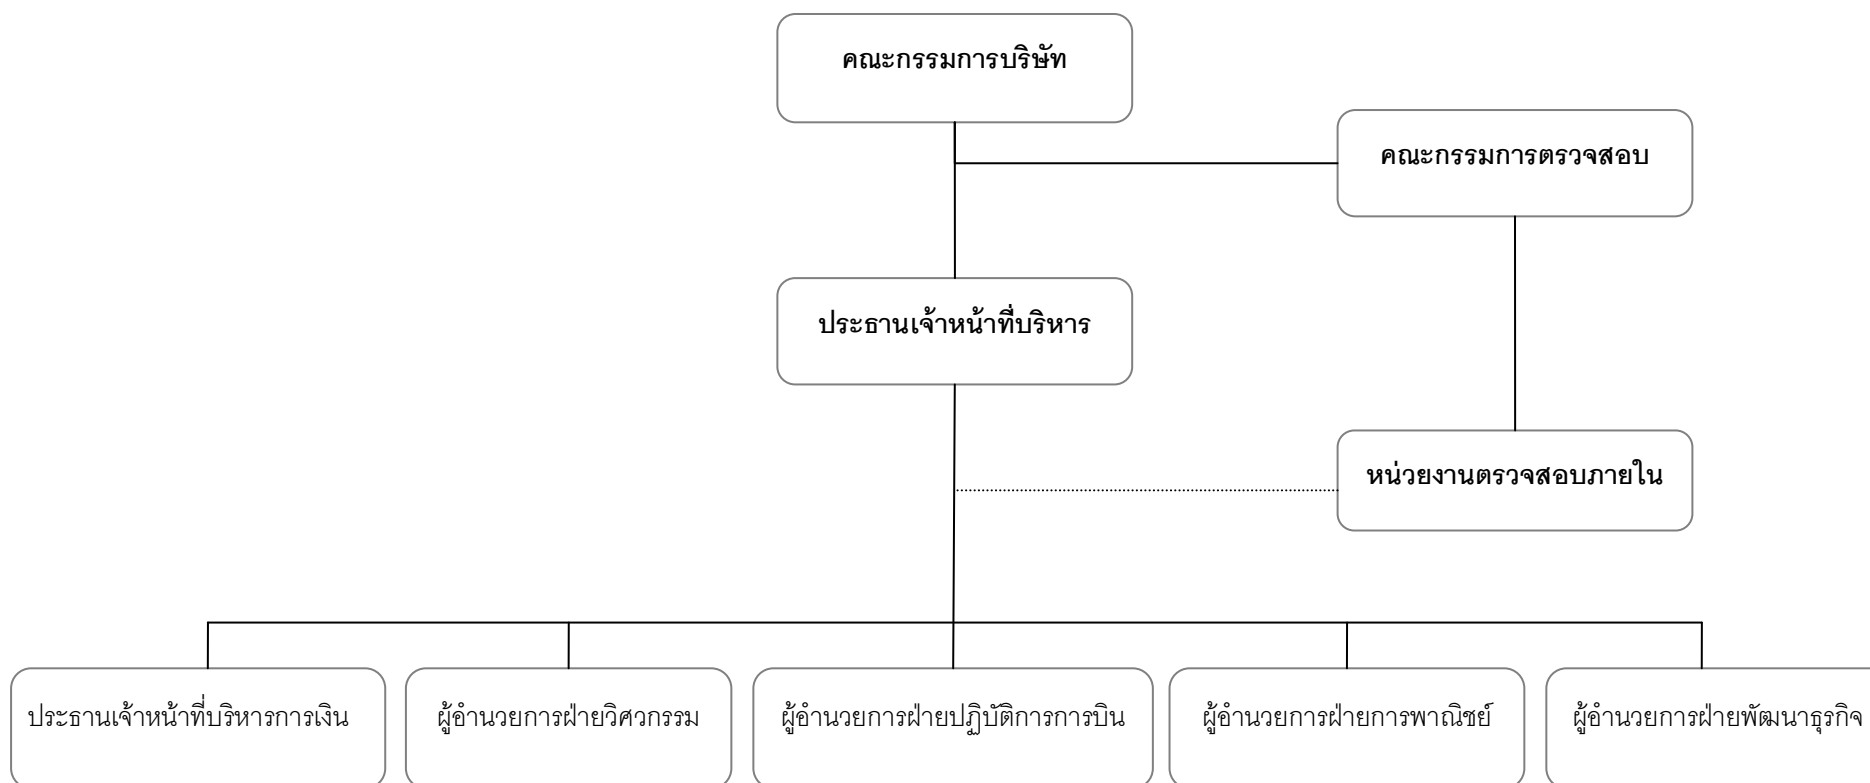 คณะกรรมการบริษัท
คณะกรรมการตรวจสอบ
ประธานเจ้าหน้าที่บริหาร
หน่วยงานตรวจสอบภายใน
ประธานเจ้าหน้าที่บริหารการเงิน
ผู้อำนวยการฝ่ายวิศวกรรม
ผู้อำนวยการฝ่ายปฏิบัติการการบิน
ผู้อำนวยการฝ่ายการพาณิชย์
ผู้อำนวยการฝ่ายพัฒนาธุรกิจ